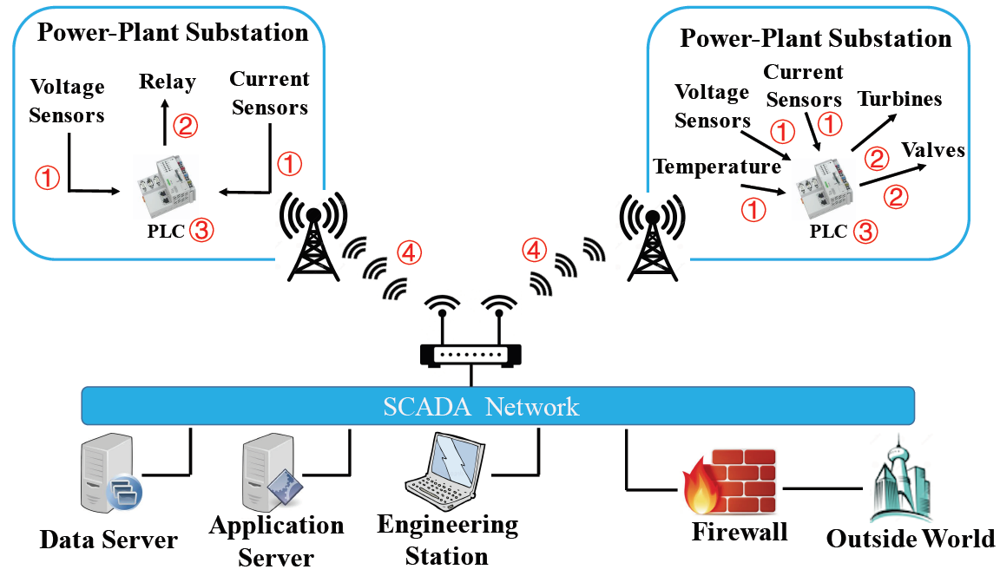 Power-Plant Substation
Voltage
Sensors
Relay
Current
Sensors
②
①
①
PLC ③
④
Power-Plant Substation
Voltage
Sensors
Current
Sensors
Turbines
①
①
Temperature
②
Valves
①
②
PLC ③
④
SCADA Network
Data Server
Application
Server
Engineering
Station
Firewall
Outside World